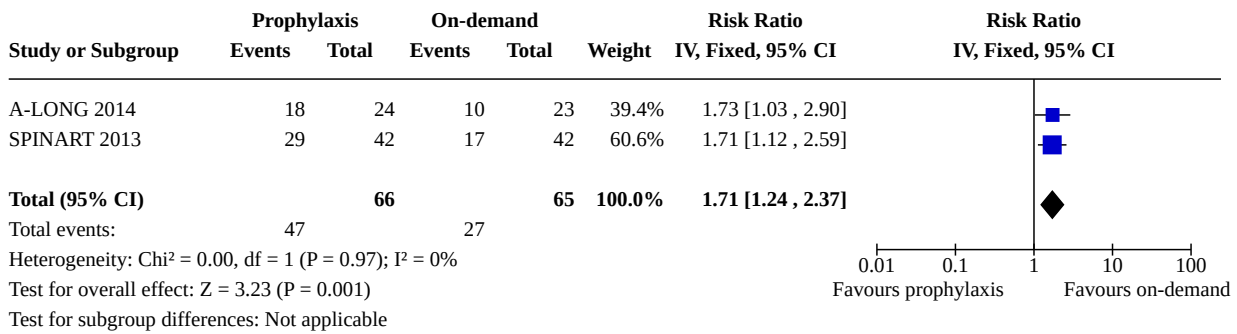 Prophylaxis On-demand Risk Ratio Risk Ratio
Study or Subgroup Events Total Events Total Weight IV, Fixed, 95% CI IV, Fixed, 95% CI
A-LONG 2014 18 24 10 23 39.4% 1.73 [1.03 , 2.90]
SPINART 2013 29 42 17 42 60.6% 1.71 [1.12 , 2.59]
Total (95% CI) 66 65 100.0% 1.71 [1.24 , 2.37]
Total events: 47 27
Heterogeneity: Chi² = 0.00, df = 1 (P = 0.97); I² = 0%
0.01 0.1 1 10 100
Test for overall effect: Z = 3.23 (P = 0.001)
Favours prophylaxis Favours on-demand
Test for subgroup differences: Not applicable